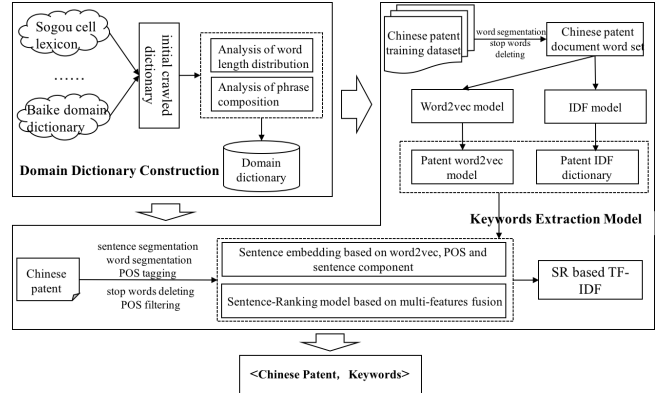 Sogou cell
lexicon
……
Baike domain
dictionary
initial crawled
dictionary
Analysis of word
length distribution
Analysis of phrase
composition
Domain
dictionary
Domain Dictionary Construction
Chinese patent
training dataset
word segmentation
stop words
deleting
Chinese patent
document word set
Word2vec model
IDF model
Patent word2vec
model
Patent IDF
dictionary
Keywords Extraction Model
Chinese
patent
sentence segmentation
word segmentation
POS tagging
stop words deleting
POS filtering
Sentence embedding based on word2vec, POS and
sentence component
Sentence-Ranking model based on multi-features fusion
SR based TF-
IDF
<Chinese Patent, Keywords>